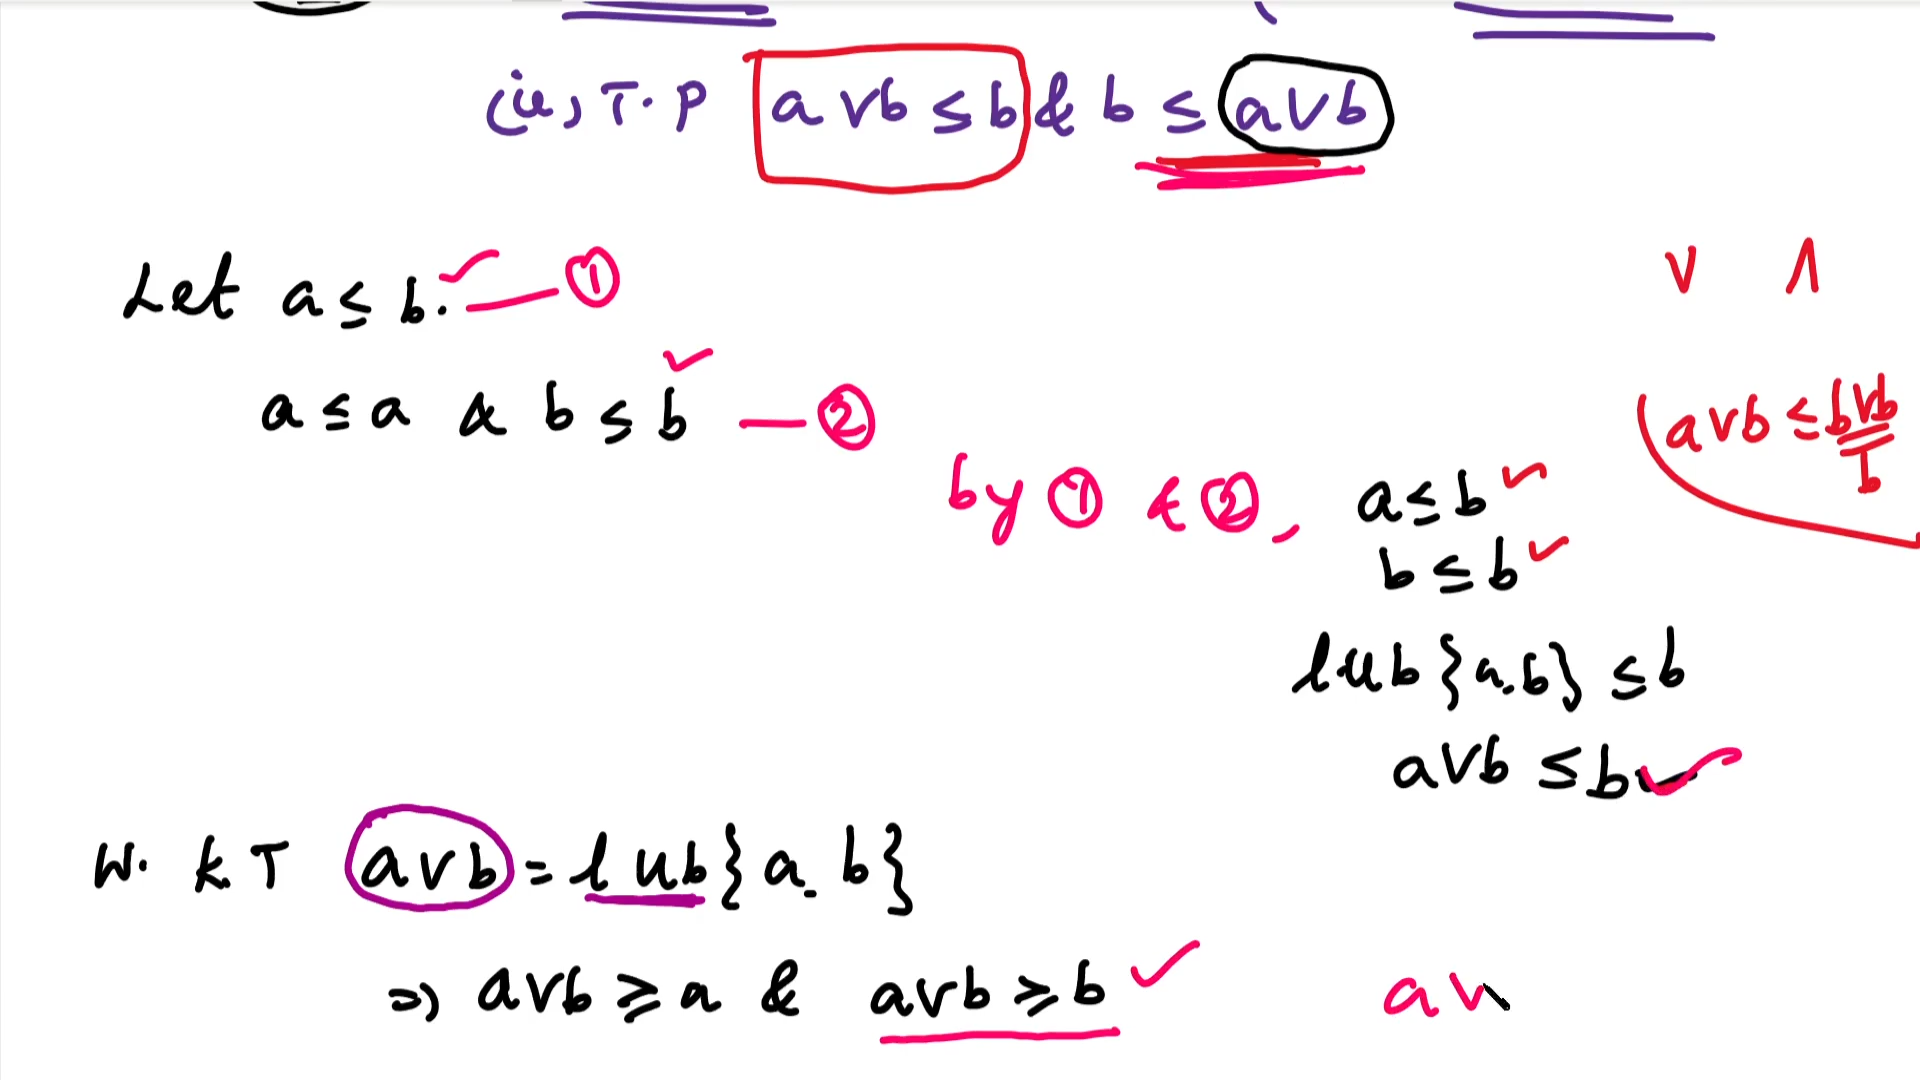 (ii) T.P a v b ≤ b & b ≤ a v b
Let a ≤ b. — ①
v ∧
a ≤ a & b ≤ b — ②
a v b ≤ b v b
b
by ① & ②, a ≤ b
b ≤ b
lub {a, b} ≤ b
a v b ≤ b
W. K T a v b = lub {a, b}
⇒ a v b ≥ a & a v b ≥ b
a v